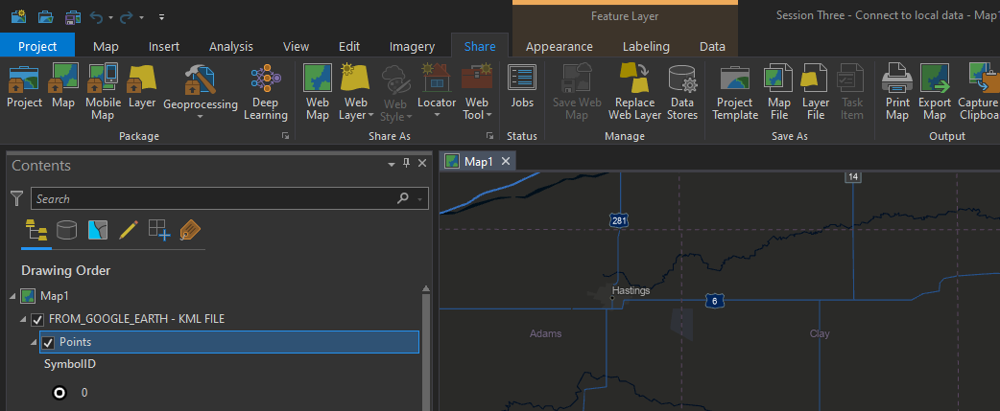 Feature Layer
Session Three - Connect to local data - Map1
Project Map Insert Analysis View Edit Imagery Share Appearance Labeling Data
Project
Map
Mobile Map
Layer
Geoprocessing
Deep Learning
Package
Web Map
Web Layer
Web Style
Locator
Web Tool
Share As
Jobs
Status
Save Web Map
Replace Web Layer
Data Stores
Manage
Project Template
Map File
Layer File
Task Item
Save As
Print Map
Export Map
Capture
Clipboa
Output
Contents
Search
Drawing Order
Map1
FROM_GOOGLE_EARTH - KML FILE
Points
SymbolID
0
Map1
14
281
Hastings
6
Adams
Clay